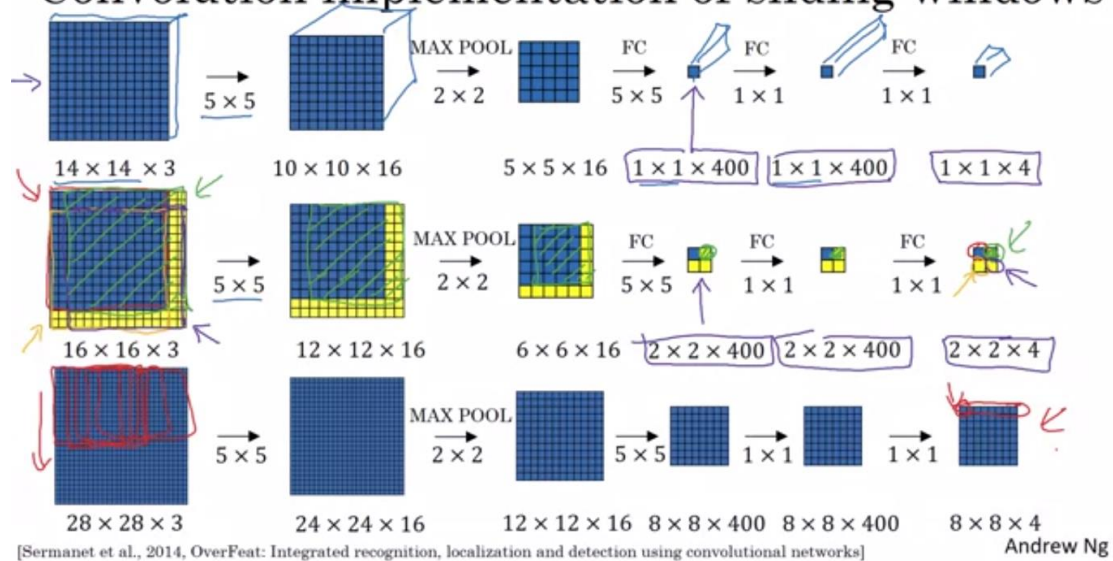 Convolution implementation of sliding windows
MAX POOL FC FC FC
5 × 5 2 × 2 5 × 5 1 × 1 1 × 1
14 × 14 × 3 10 × 10 × 16 5 × 5 × 16 1 × 1 × 400 1 × 1 × 400 1 × 1 × 4
MAX POOL FC FC FC
5 × 5 2 × 2 5 × 5 1 × 1 1 × 1
16 × 16 × 3 12 × 12 × 16 6 × 6 × 16 2 × 2 × 400 2 × 2 × 400 2 × 2 × 4
MAX POOL
5 × 5 2 × 2 5 × 5 1 × 1 1 × 1
28 × 28 × 3 24 × 24 × 16 12 × 12 × 16 8 × 8 × 400 8 × 8 × 400 8 × 8 × 4
[Sermanet et al., 2014, OverFeat: Integrated recognition, localization and detection using convolutional networks] Andrew Ng